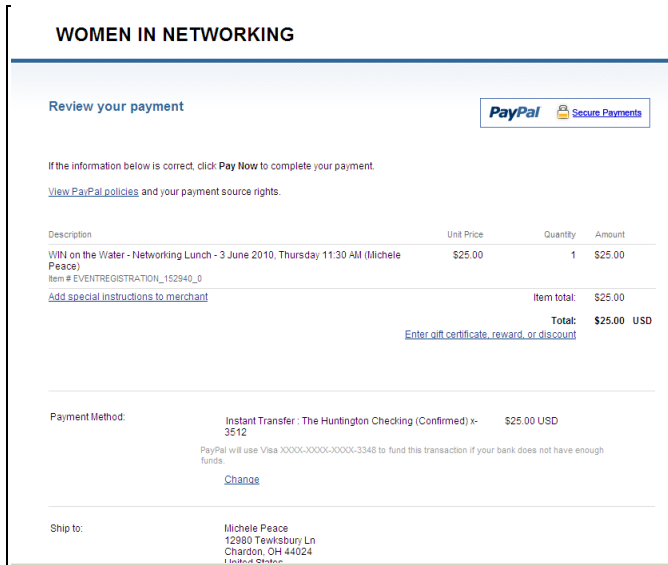 WOMEN IN NETWORKING
Review your payment
PayPal Secure Payments
If the information below is correct, click Pay Now to complete your payment.
View PayPal policies and your payment source rights.
Description Unit Price Quantity Amount
WIN on the Water - Networking Lunch - 3 June 2010, Thursday 11:30 AM (Michele $25.00 1 $25.00
Peace)
Item # EVENTREGISTRATION_152940_0
Add special instructions to merchant Item total: $25.00
Total: $25.00 USD
Enter gift certificate, reward, or discount
Payment Method: Instant Transfer : The Huntington Checking (Confirmed) x- $25.00 USD
3512
PayPal will use Visa XXXX-XXXX-XXXX-3348 to fund this transaction if your bank does not have enough
funds.
Change
Ship to: Michele Peace
12980 Tewksbury Ln
Chardon, OH 44024
United States